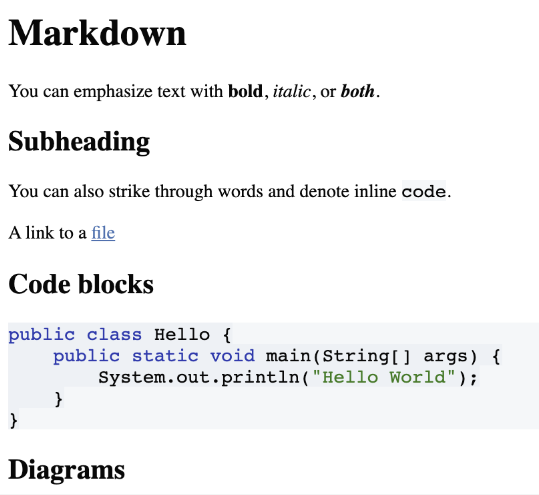 Markdown
You can emphasize text with bold, italic, or both.
Subheading
You can also strike through words and denote inline code.
A link to a file
Code blocks
public class Hello {
    public static void main(String[] args) {
        System.out.println("Hello World");
    }
}
Diagrams